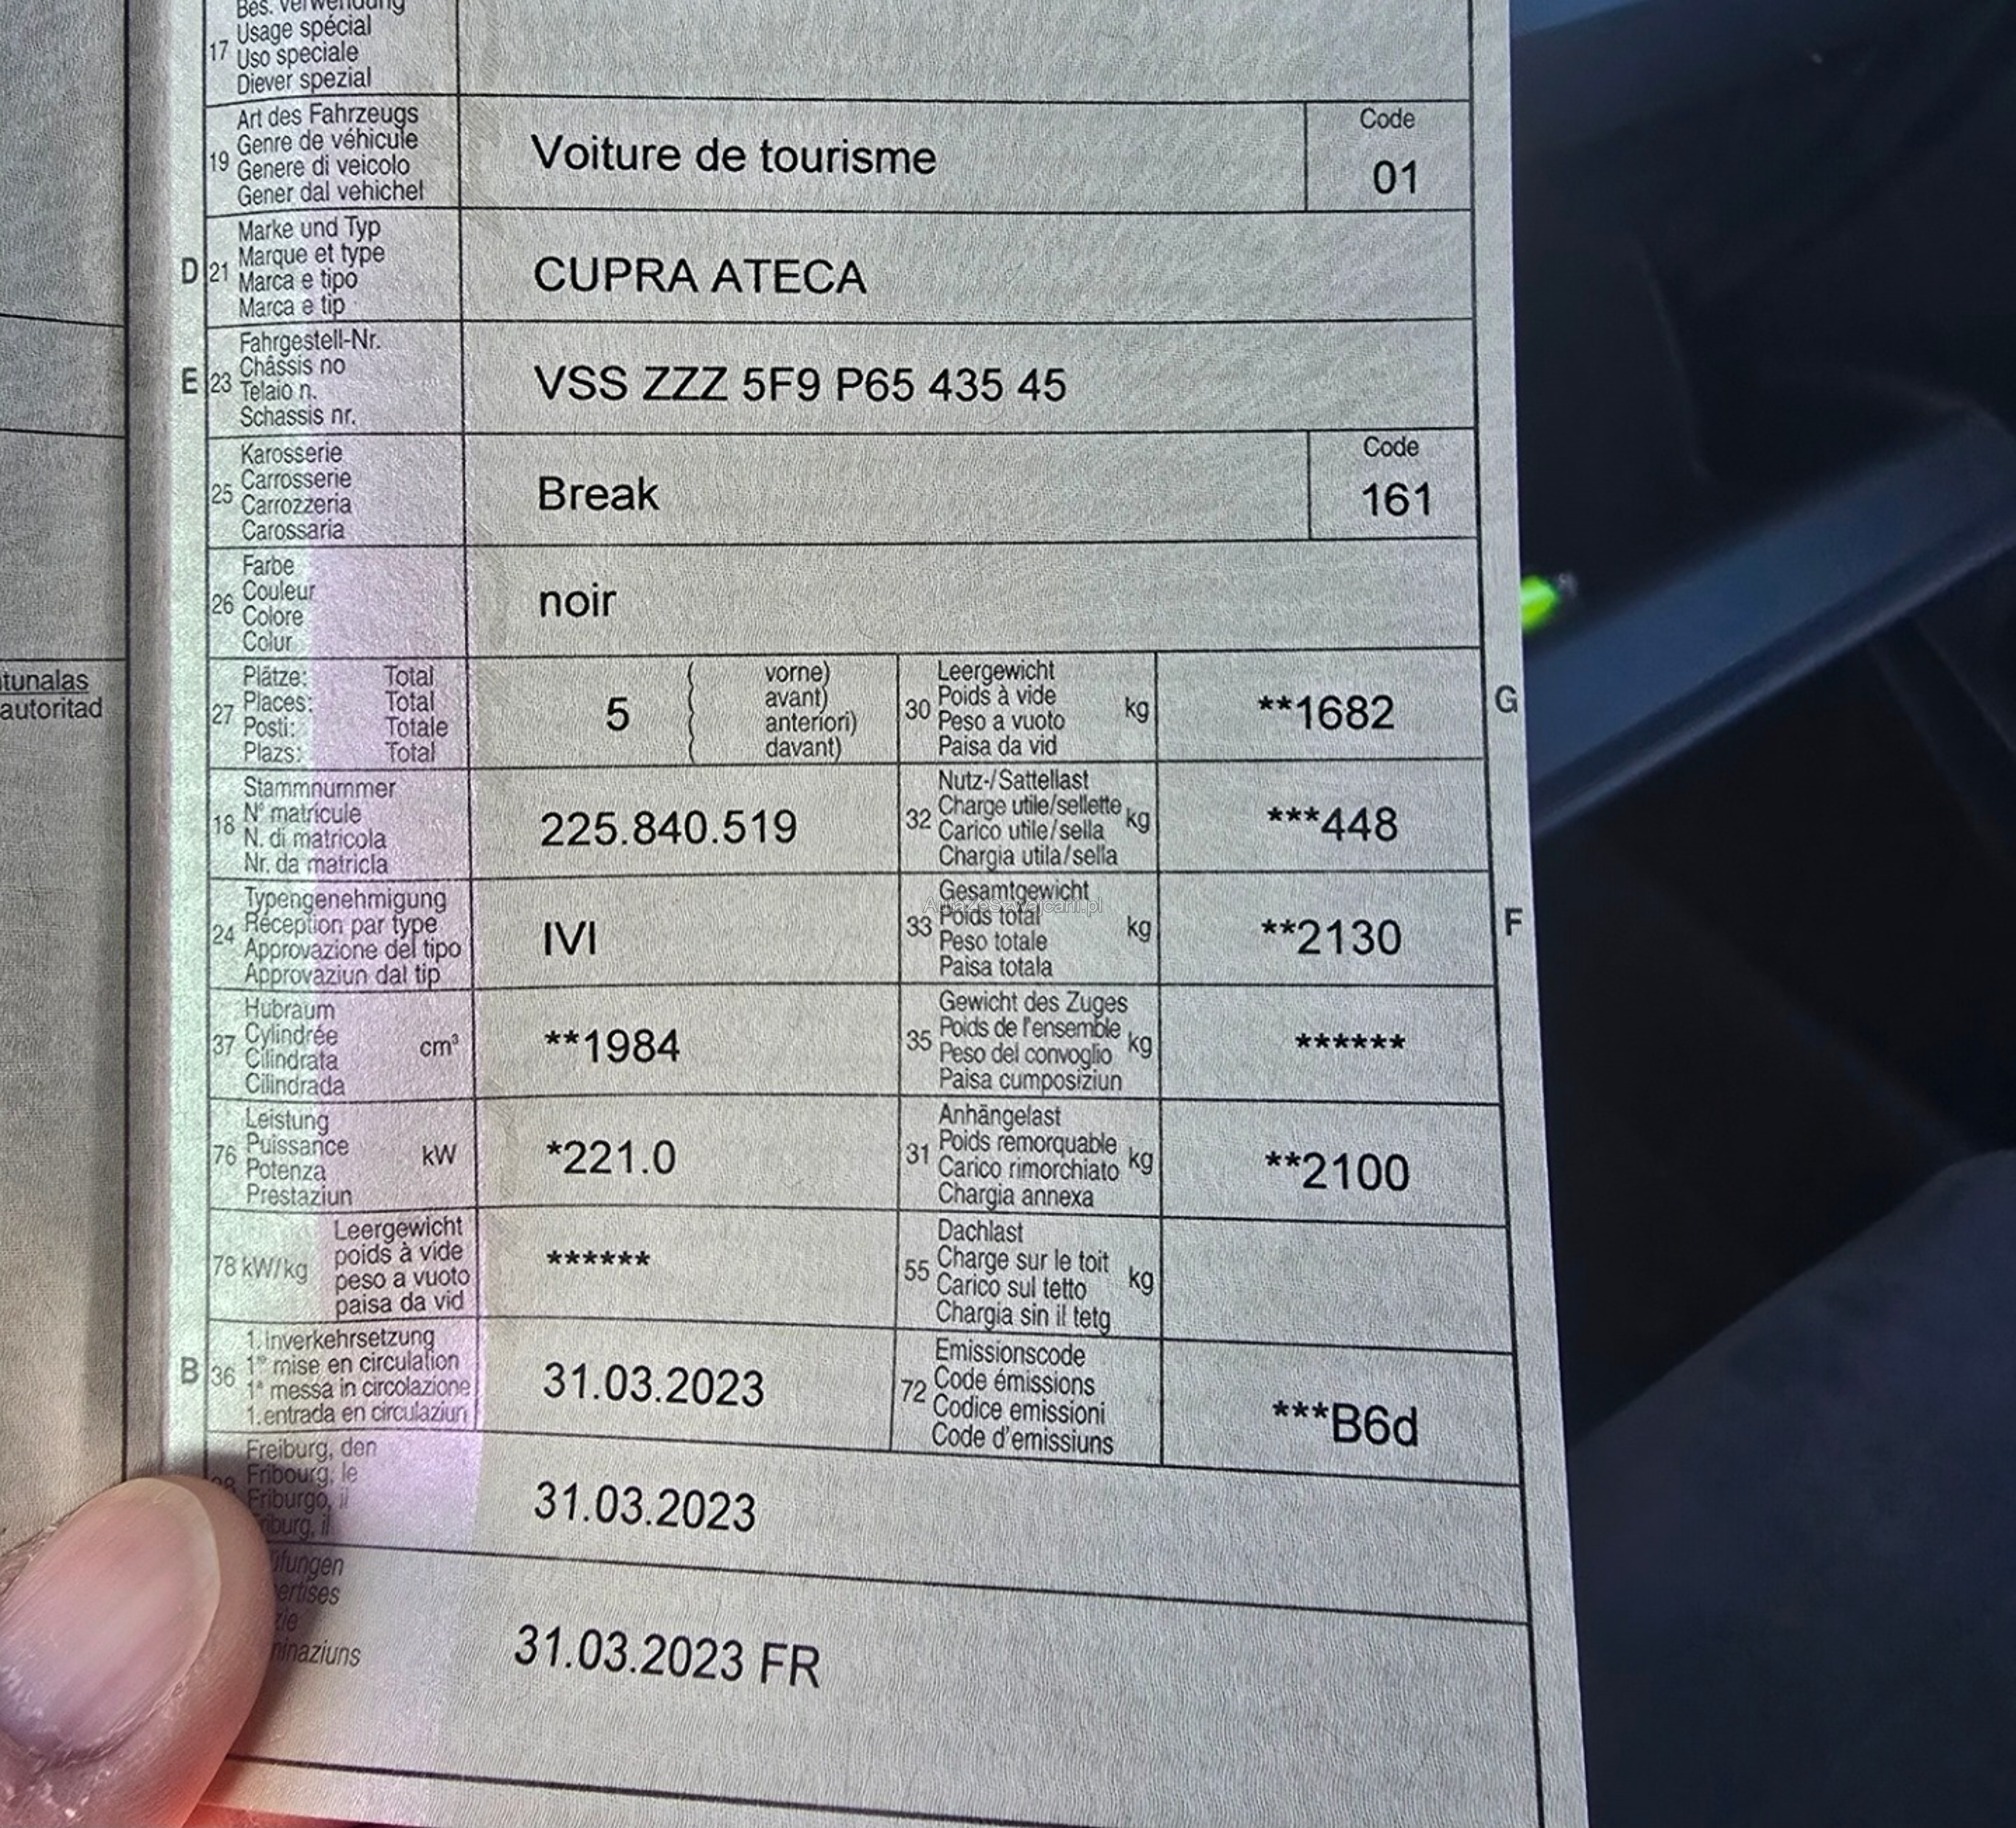 Bes. Verwendung
Usage spécial
17 Uso speciale
Diever spezial
Art des Fahrzeugs
Genre de véhicule
19 Genere di veicolo
Gener dal vehichel
Voiture de tourisme
Code
01
Marke und Typ
Marque et type
D 21 Marca e tipo
Marca e tip
CUPRA ATECA
Fahrgestell-Nr.
Châssis no
E 23 Telaio n.
Schassis nr.
VSS ZZZ 5F9 P65 435 45
Karosserie
Carrosserie
25 Carrozzeria
Carossaria
Break
Code
161
Farbe
Couleur
26 Colore
Colur
noir
tunalas
autoritad
Plätze: Total
Places: Total
27 Posti: Totale
Plazs: Total
5
( vorne)
( avant)
( anteriori)
( davant)
Leergewicht
Poids à vide
30 Peso a vuoto kg
Paisa da vid
**1682
G
Stammnummer
N° matricule
18 N. di matricola
Nr. da matricla
225.840.519
Nutz-/Sattellast
Charge utile/sellette
32 Carico utile/sella kg
Chargia utila/sella
***448
Typengenehmigung
Réception par type
24 Approvazione del tipo
Approvaziun dal tip
IVI
Gesamtgewicht
AutaZeSzwajcarii.pl
33 Poids total kg
Peso totale
Paisa totala
**2130
F
Hubraum
37 Cylindrée cm³
Cilindrata
Cilindrada
**1984
Gewicht des Zuges
35 Poids de l'ensemble kg
Peso del convoglio
Paisa cumposiziun
******
Leistung
76 Puissance kW
Potenza
Prestaziun
*221.0
Anhängelast
31 Poids remorquable kg
Carico rimorchiato
Chargia annexa
**2100
Leergewicht
78 kW/kg poids à vide
peso a vuoto
paisa da vid
******
Dachlast
55 Charge sur le toit kg
Carico sul tetto
Chargia sin il tetg
1. Inverkehrsetzung
B 36 1re mise en circulation
1a messa in circolazione
1. entrada en circulaziun
31.03.2023
Emissionscode
72 Code émissions
Codice emissioni
Code d'emissiuns
***B6d
Freiburg, den
Fribourg, le
Friburgo, il
riburg, il
31.03.2023
üfungen
ertises
zie
minaziuns
31.03.2023 FR